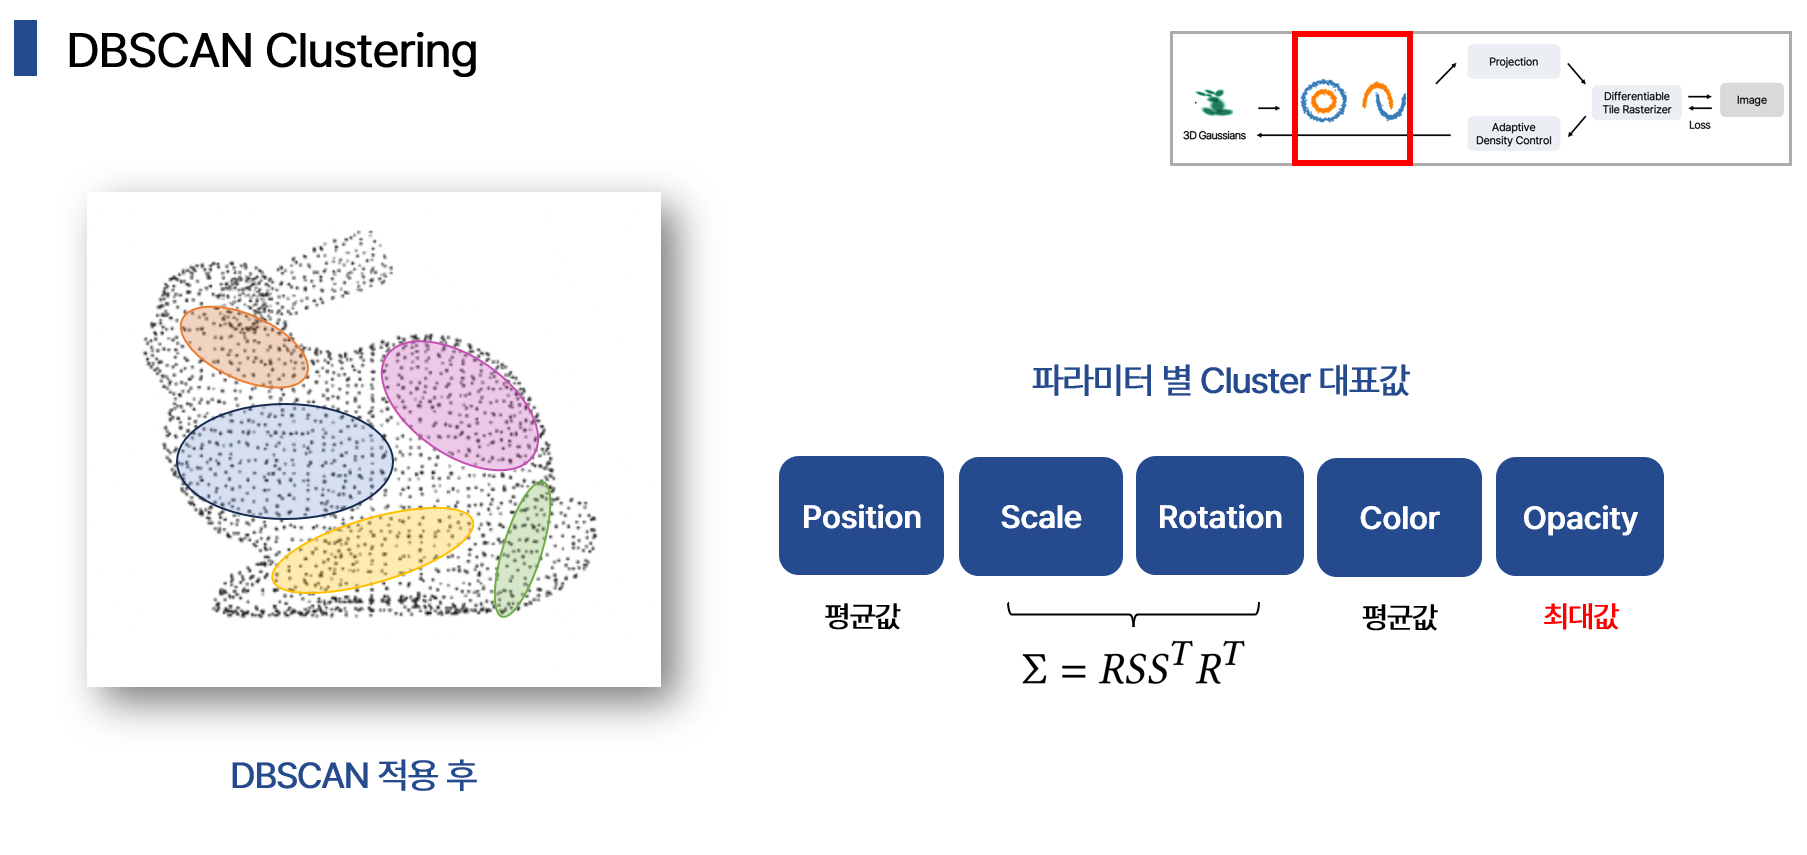 DBSCAN Clustering
3D Gaussians
Projection
Adaptive
Density Control
Differentiable
Tile Rasterizer
Loss
Image
DBSCAN 적용 후
파라미터 별 Cluster 대표값
Position
Scale
Rotation
Color
Opacity
평균값
평균값
최대값
Σ = RSSᵀRᵀ